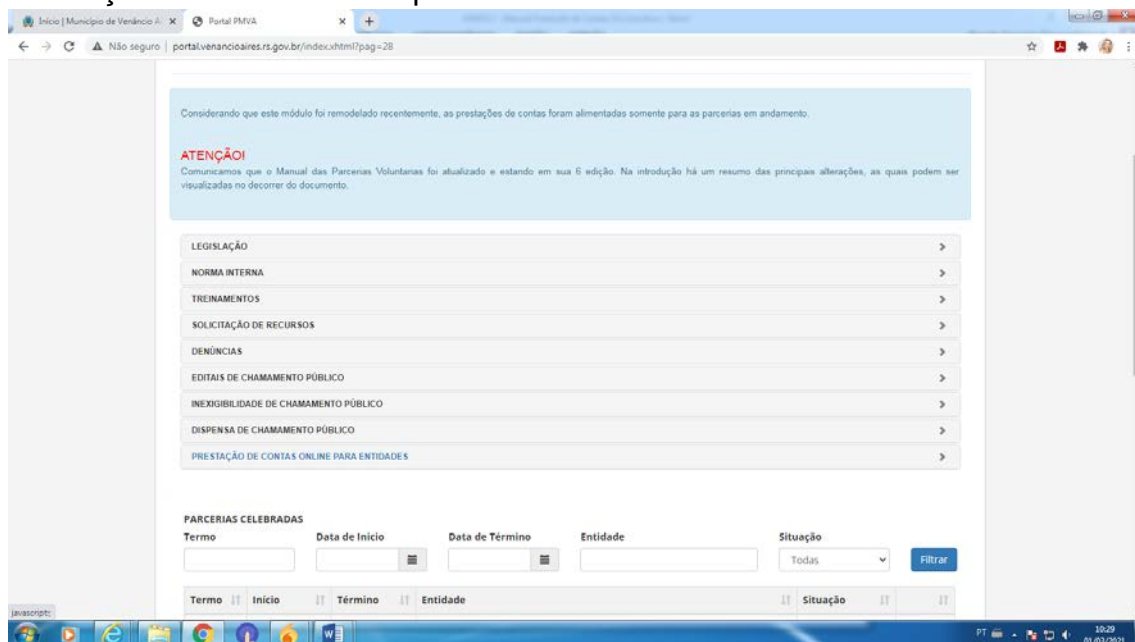 Início | Município de Venâncio A
Portal PMVA
Não seguro | portal.venancioaires.rs.gov.br/index.xhtml?pag=28
Considerando que este módulo foi remodelado recentemente, as prestações de contas foram alimentadas somente para as parcerias em andamento.
ATENÇÃO!
Comunicamos que o Manual das Parcerias Voluntarias foi atualizado e estando em sua 6 edição. Na introdução há um resumo das principais alterações, as quais podem ser
visualizadas no decorrer do documento.
LEGISLAÇÃO
NORMA INTERNA
TREINAMENTOS
SOLICITAÇÃO DE RECURSOS
DENÚNCIAS
EDITAIS DE CHAMAMENTO PÚBLICO
INEXIGIBILIDADE DE CHAMAMENTO PÚBLICO
DISPENSA DE CHAMAMENTO PÚBLICO
PRESTAÇÃO DE CONTAS ONLINE PARA ENTIDADES
PARCERIAS CELEBRADAS
Termo Data de Inicio Data de Término Entidade Situação
Todas Filtrar
Termo Início Término Entidade Situação
javascript:
PT 10:29
01/03/2021